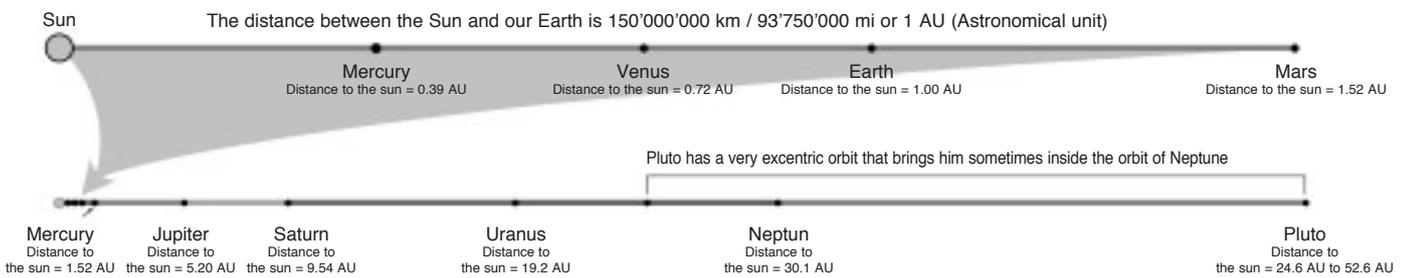 Sun
The distance between the Sun and our Earth is 150’000’000 km / 93’750’000 mi or 1 AU (Astronomical unit)
Mercury
Distance to the sun = 0.39 AU
Venus
Distance to the sun = 0.72 AU
Earth
Distance to the sun = 1.00 AU
Mars
Distance to the sun = 1.52 AU
Pluto has a very excentric orbit that brings him sometimes inside the orbit of Neptune
Mercury
Distance to
the sun = 1.52 AU
Jupiter
Distance to
the sun = 5.20 AU
Saturn
Distance to
the sun = 9.54 AU
Uranus
Distance to
the sun = 19.2 AU
Neptun
Distance to
the sun = 30.1 AU
Pluto
Distance to
the sun = 24.6 AU to 52.6 AU